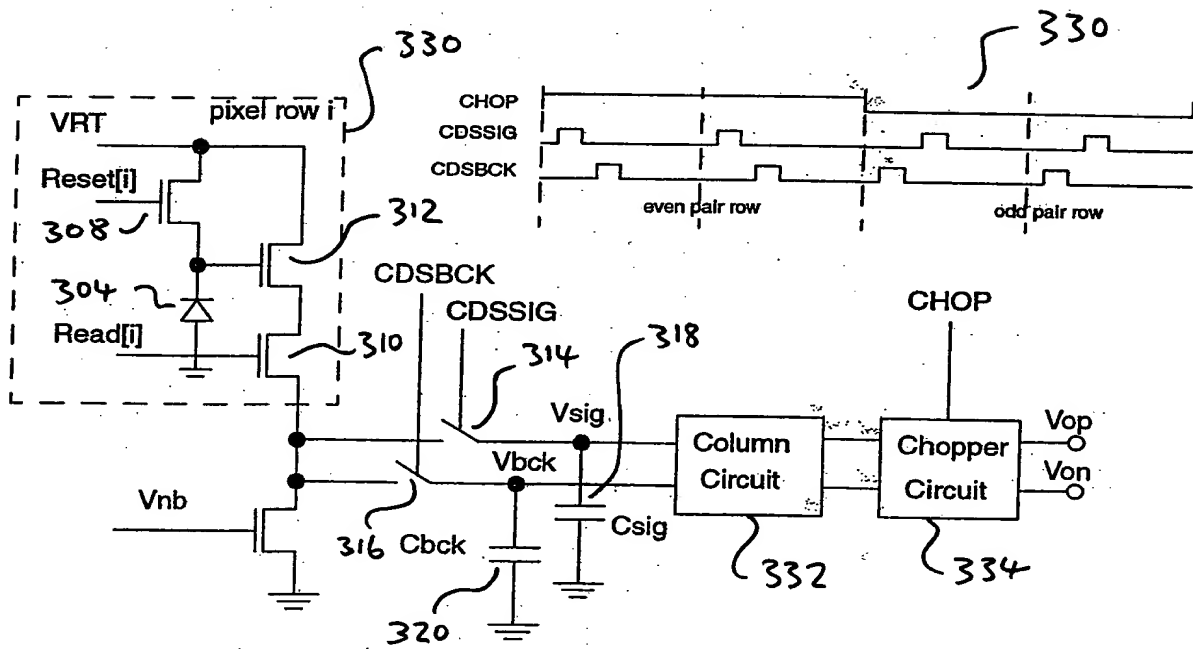 330
330
pixel row i
VRT
Reset[i]
308
312
304
Read[i]
310
CHOP
CDSSIG
CDSBCK
even pair row
odd pair row
CDSBCK
CDSSIG
314
318
CHOP
Vsig
Vbck
Column
Circuit
Chopper
Circuit
Vop
Von
Vnb
316
Cbck
Csig
320
332
334